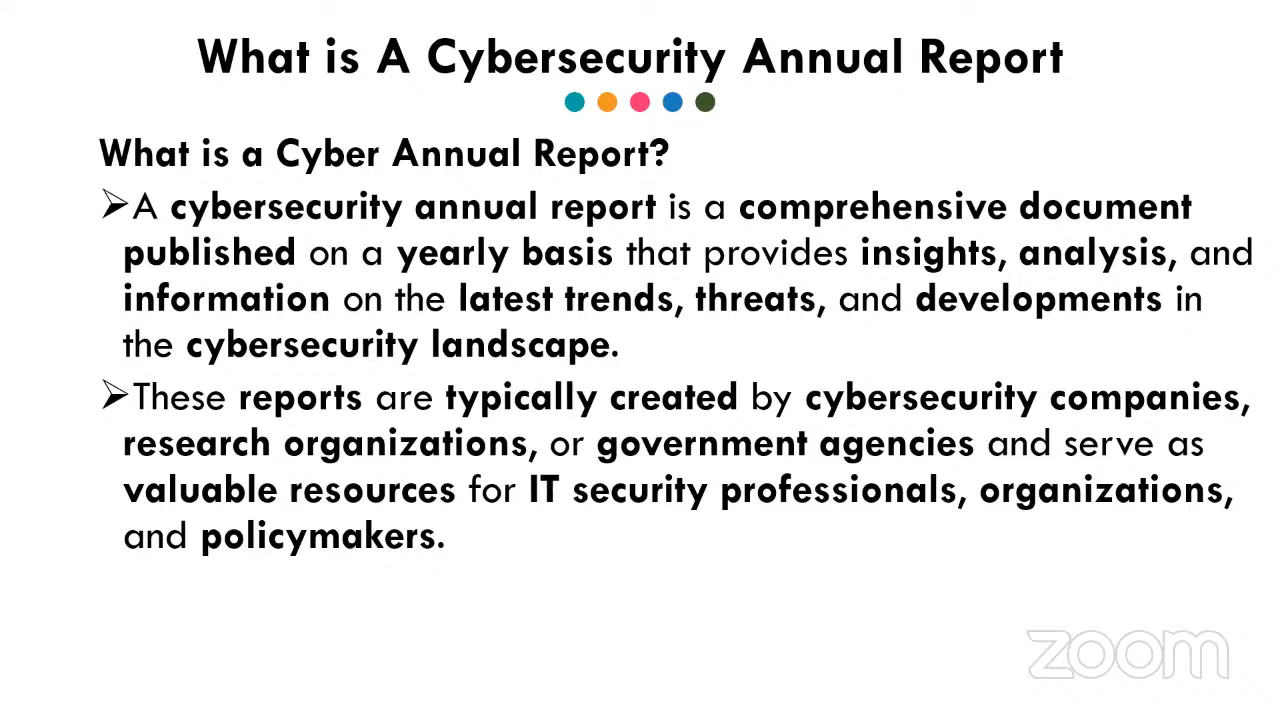 What is A Cybersecurity Annual Report
What is a Cyber Annual Report?
➢A cybersecurity annual report is a comprehensive document
published on a yearly basis that provides insights, analysis, and
information on the latest trends, threats, and developments in
the cybersecurity landscape.
➢These reports are typically created by cybersecurity companies,
research organizations, or government agencies and serve as
valuable resources for IT security professionals, organizations,
and policymakers.
zoom